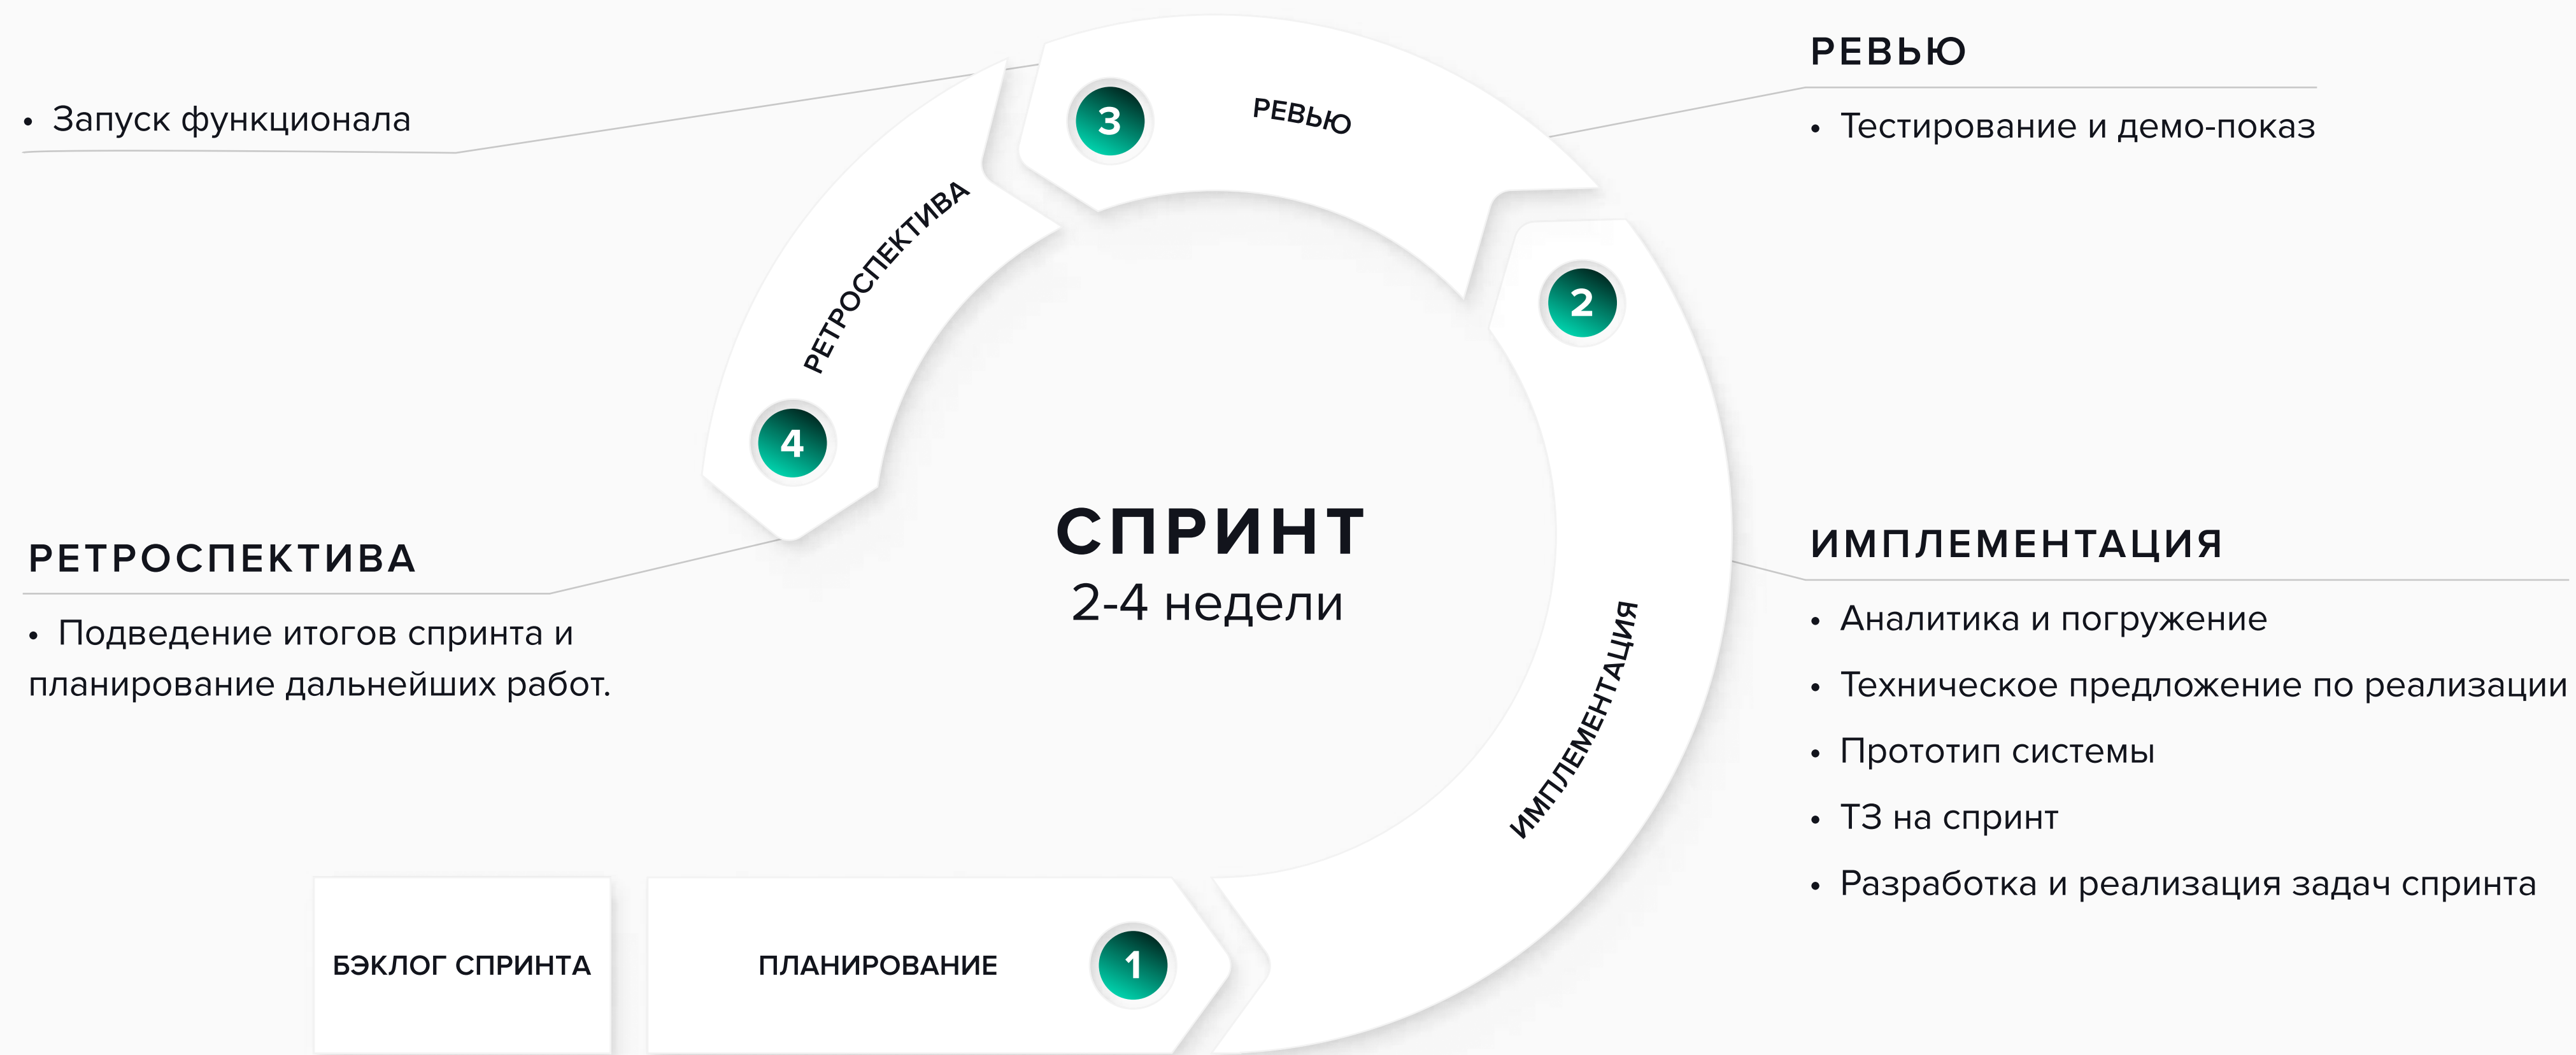 РЕВЬЮ
• Тестирование и демо-показ
• Запуск функционала
3
РЕВЬЮ
РЕТРОСПЕКТИВА
2
4
СПРИНТ
2-4 недели
РЕТРОСПЕКТИВА
• Подведение итогов спринта и
планирование дальнейших работ.
ИМПЛЕМЕНТАЦИЯ
• Аналитика и погружение
• Техническое предложение по реализации
• Прототип системы
• ТЗ на спринт
• Разработка и реализация задач спринта
ИМПЛЕМЕНТАЦИЯ
БЭКЛОГ СПРИНТА
ПЛАНИРОВАНИЕ
1